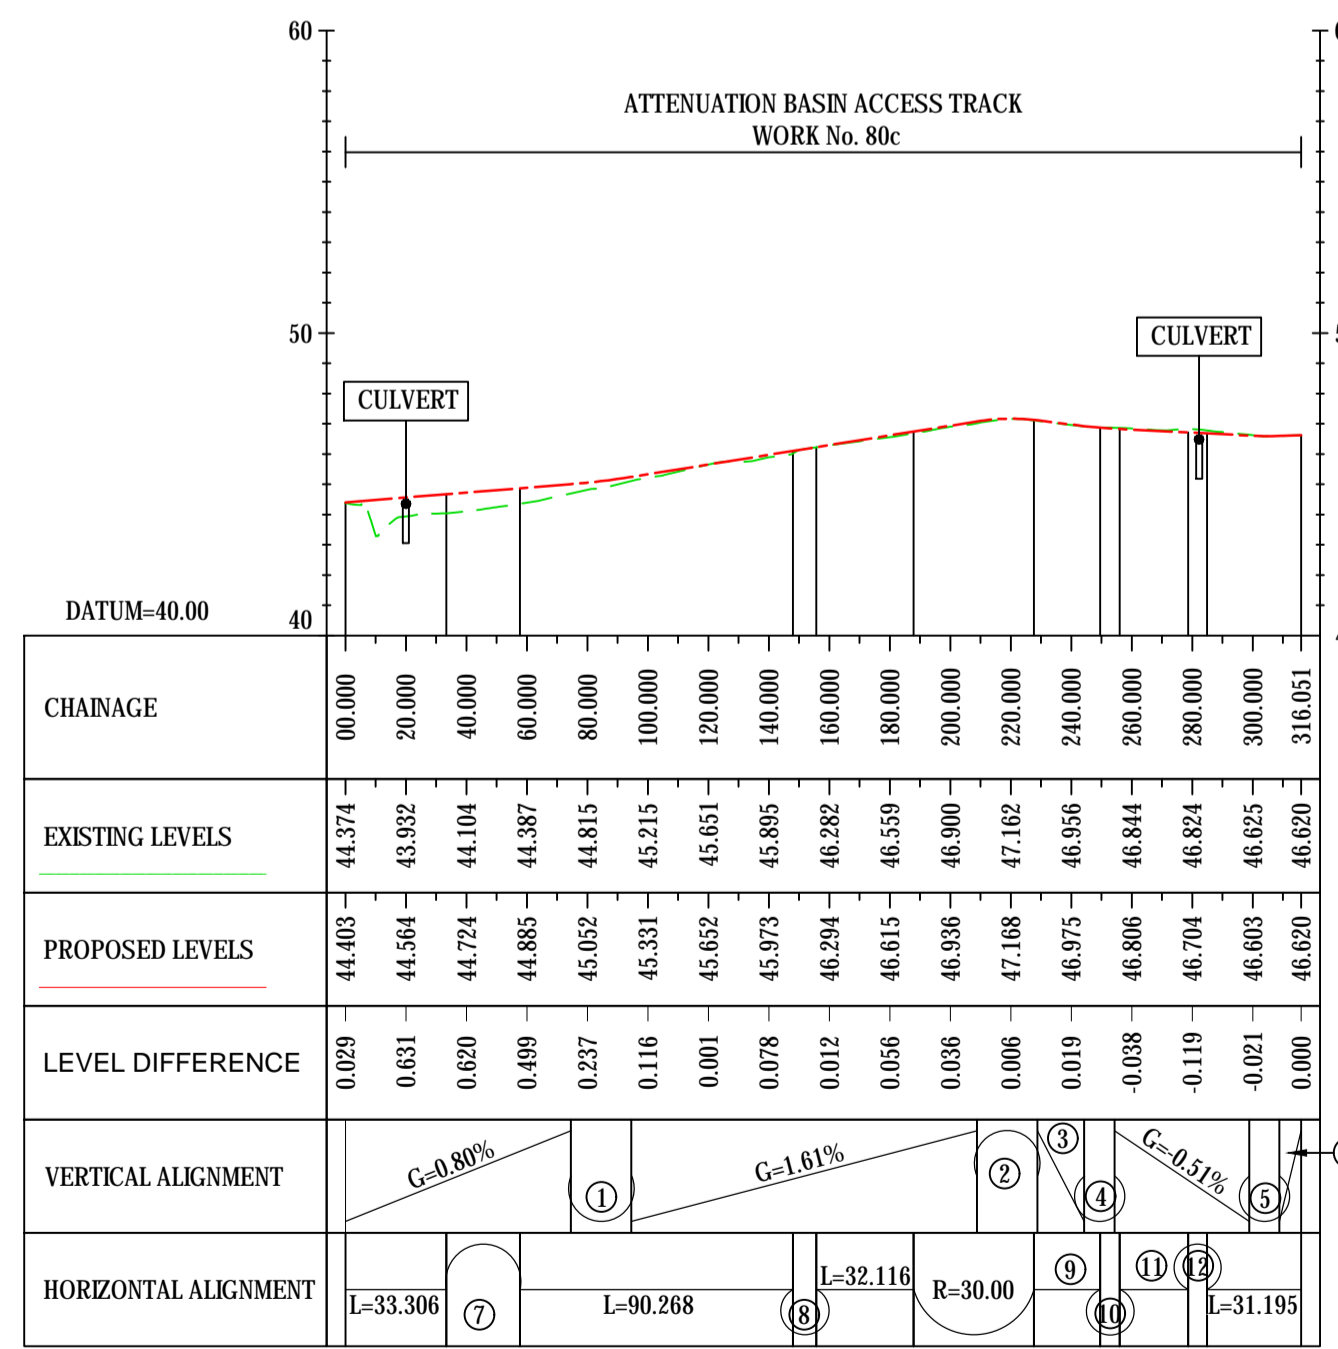 60
ATTENUATION BASIN ACCESS TRACK
WORK No. 80c
50
CULVERT
CULVERT
DATUM=40.00
40
CHAINAGE
00.000 20.000 40.000 60.000 80.000 100.000 120.000 140.000 160.000 180.000 200.000 220.000 240.000 260.000 280.000 300.000 316.051
EXISTING LEVELS
44.374 43.932 44.104 44.387 44.815 45.215 45.651 45.895 46.282 46.559 46.900 47.162 46.956 46.844 46.824 46.625 46.620
PROPOSED LEVELS
44.403 44.564 44.724 44.885 45.052 45.331 45.652 45.973 46.294 46.615 46.936 47.168 46.975 46.806 46.704 46.603 46.620
LEVEL DIFFERENCE
0.029 0.631 0.620 0.499 0.237 0.116 0.001 0.078 0.012 0.056 0.036 0.006 0.019 -0.038 -0.119 -0.021 0.000
VERTICAL ALIGNMENT
G=0.80% 1 G=1.61% 2 3 4 G=-0.51% 5
HORIZONTAL ALIGNMENT
L=33.306 7 L=90.268 8 L=32.116 R=30.00 9 10 11 12 L=31.195